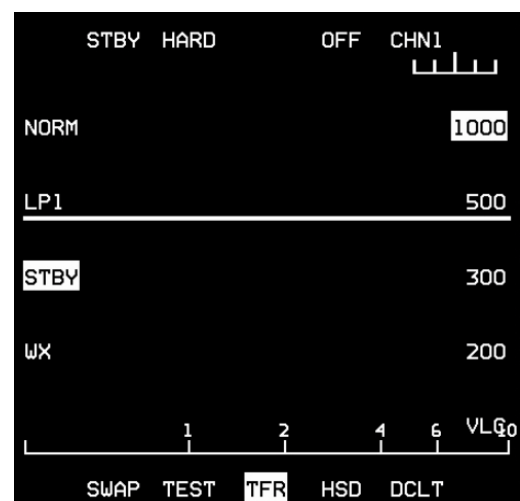 STBY HARD OFF CHN1
NORM 1000
LP1 500
STBY 300
WX 200
VLC
1 2 4 6 10
SWAP TEST TFR HSD DCLT